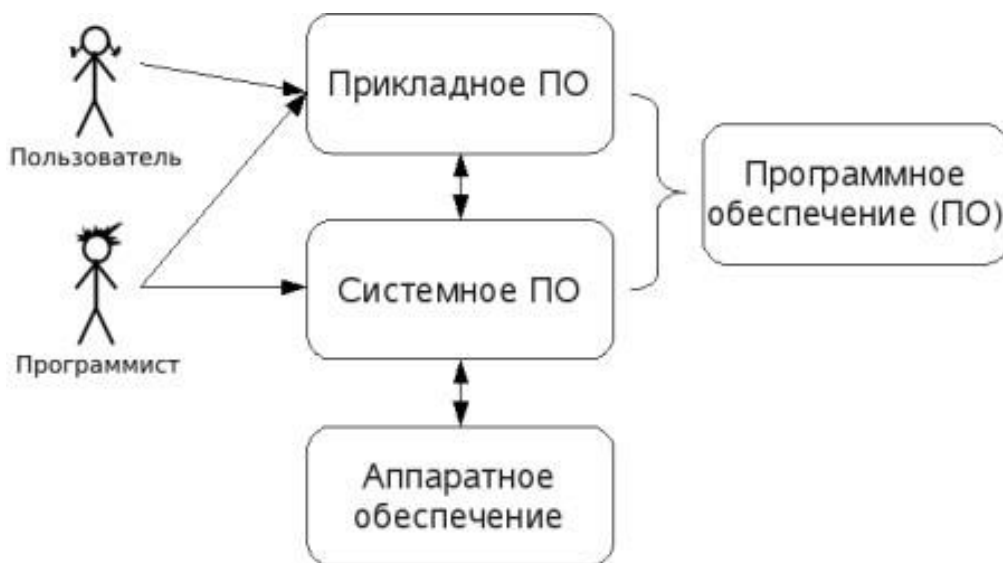 Прикладное ПО
Пользователь
Программное
обеспечение (ПО)
Системное ПО
Программист
Аппаратное
обеспечение